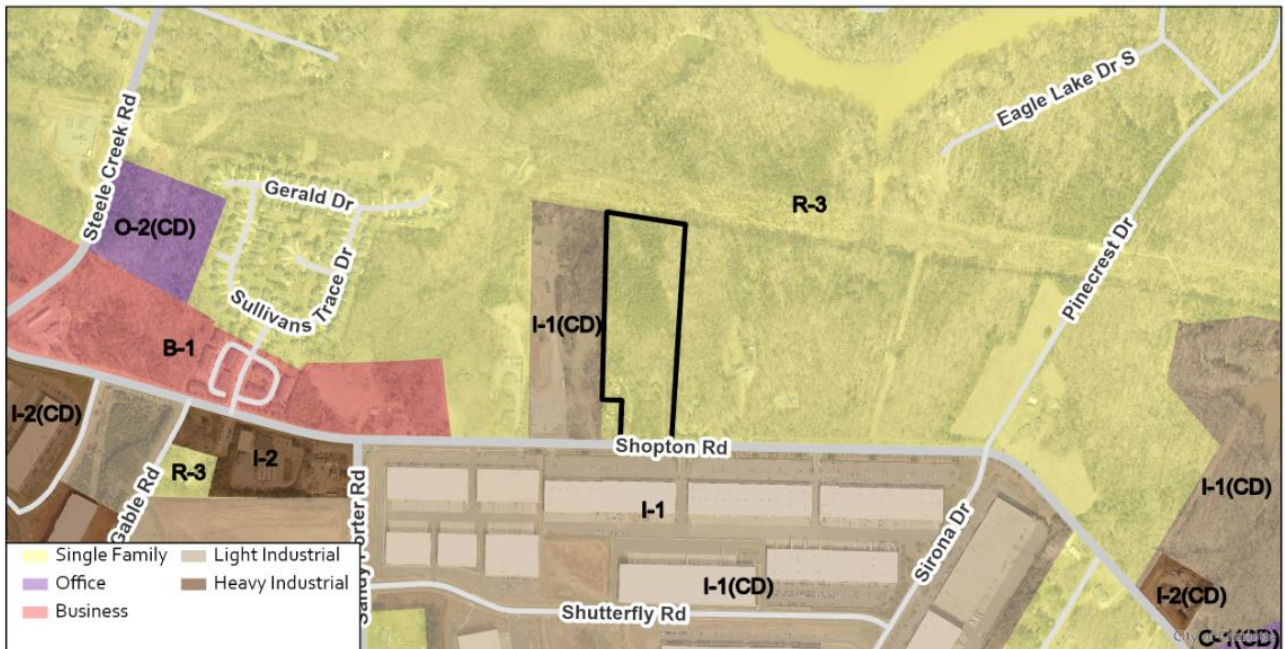 Eagle Lake Dr S
Steele Creek Rd
Gerald Dr
R-3
O-2(CD)
Pinecrest Dr
Sullivans Trace Dr
I-1(CD)
B-1
I-2(CD)
Shopton Rd
I-2
R-3
I-1(CD)
Gable Rd
I-1
Sirona Dr
Single Family
Light Industrial
Office
Heavy Industrial
Business
I-1(CD)
Shutterfly Rd
I-2(CD)